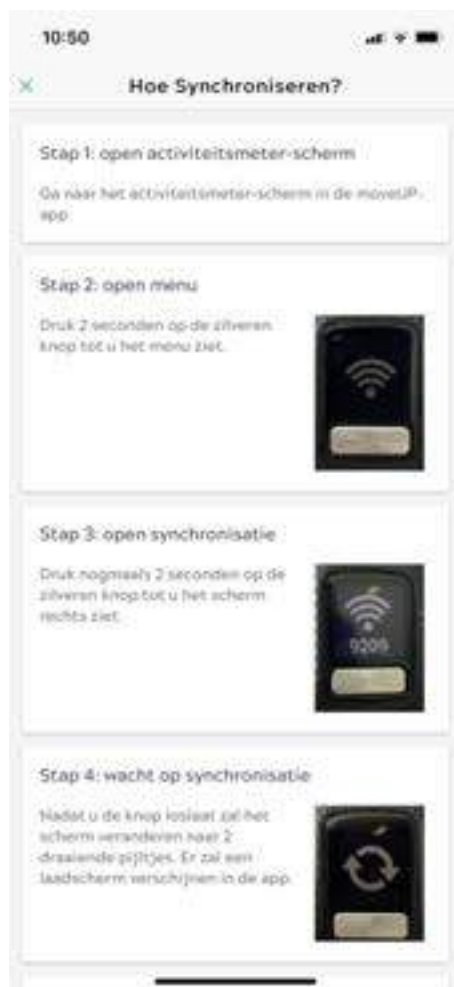 10:50
Hoe Synchroniseren?
Stap 1: open activiteitsmeter-scherm
Ga naar het activiteitsmeter-scherm in de moveUP-
app
Stap 2: open menu
Druk 2 seconden op de zilveren
knop tot u het menu ziet.
Stap 3: open synchronisatie
Druk nogmaals 2 seconden op de
zilveren knop tot u het scherm
rechts ziet.
9209
Stap 4: wacht op synchronisatie
Nadat u de knop loslaat zal het
scherm veranderen naar 2
draaiende pijltjes. Er zal een
laadscherm verschijnen in de app